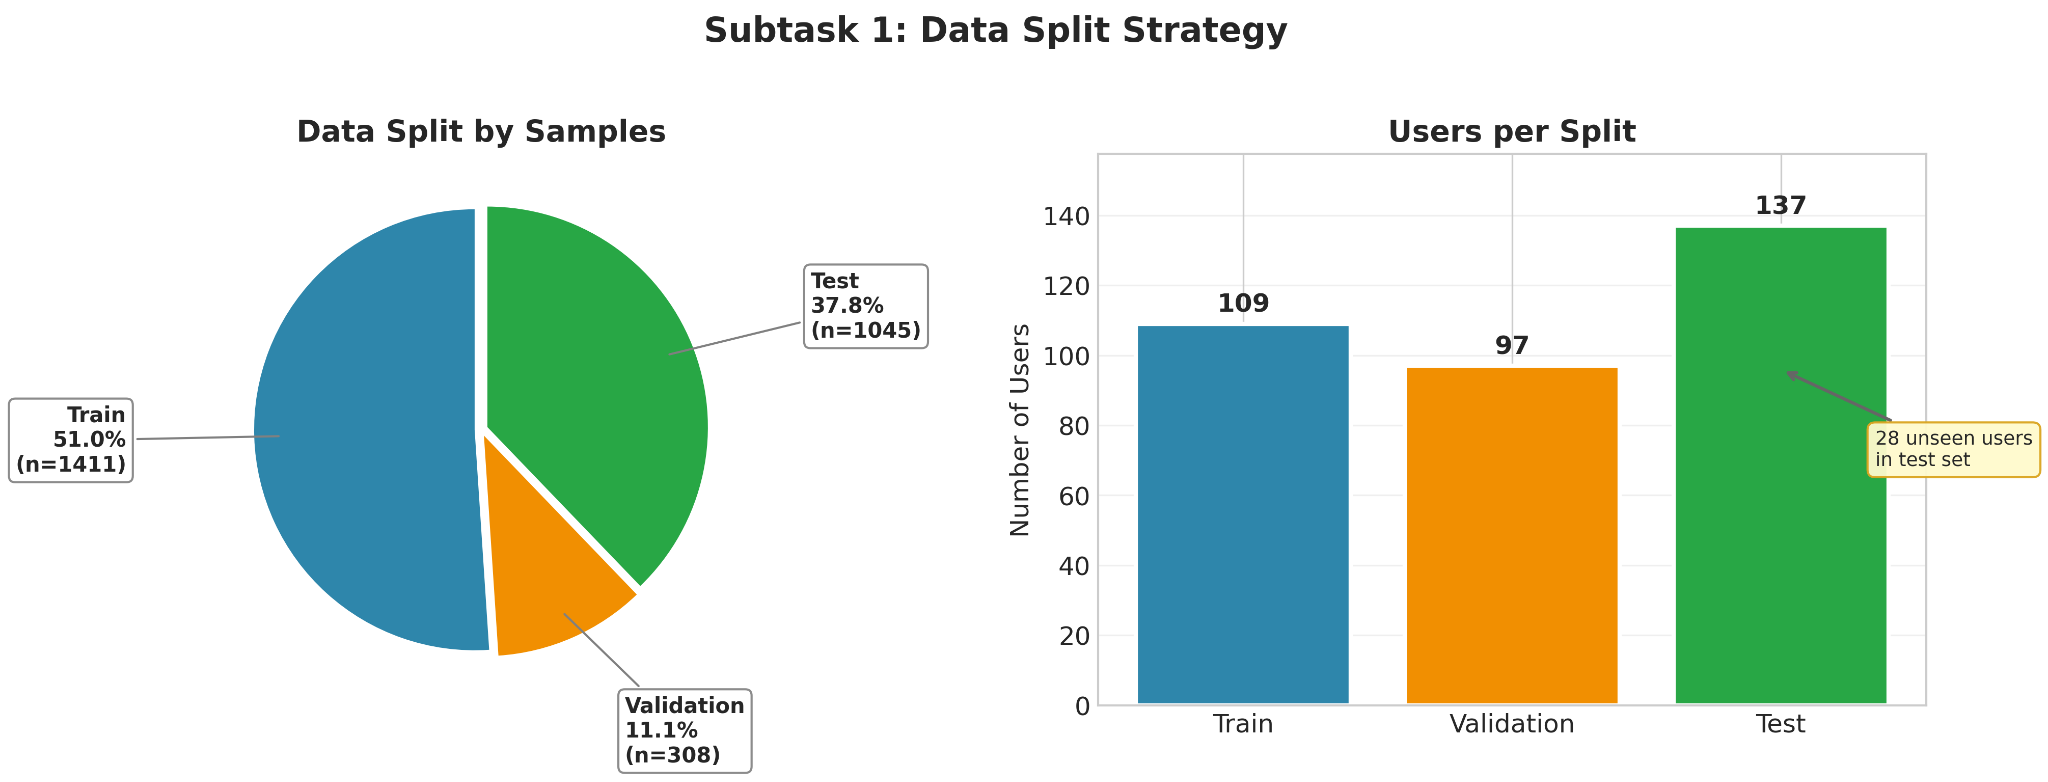 Subtask 1: Data Split Strategy
Data Split by Samples
Test
37.8%
(n=1045)
Train
51.0%
(n=1411)
Validation
11.1%
(n=308)
Users per Split
Number of Users
140
120
100
80
60
40
20
0
109
97
137
28 unseen users
in test set
Train
Validation
Test